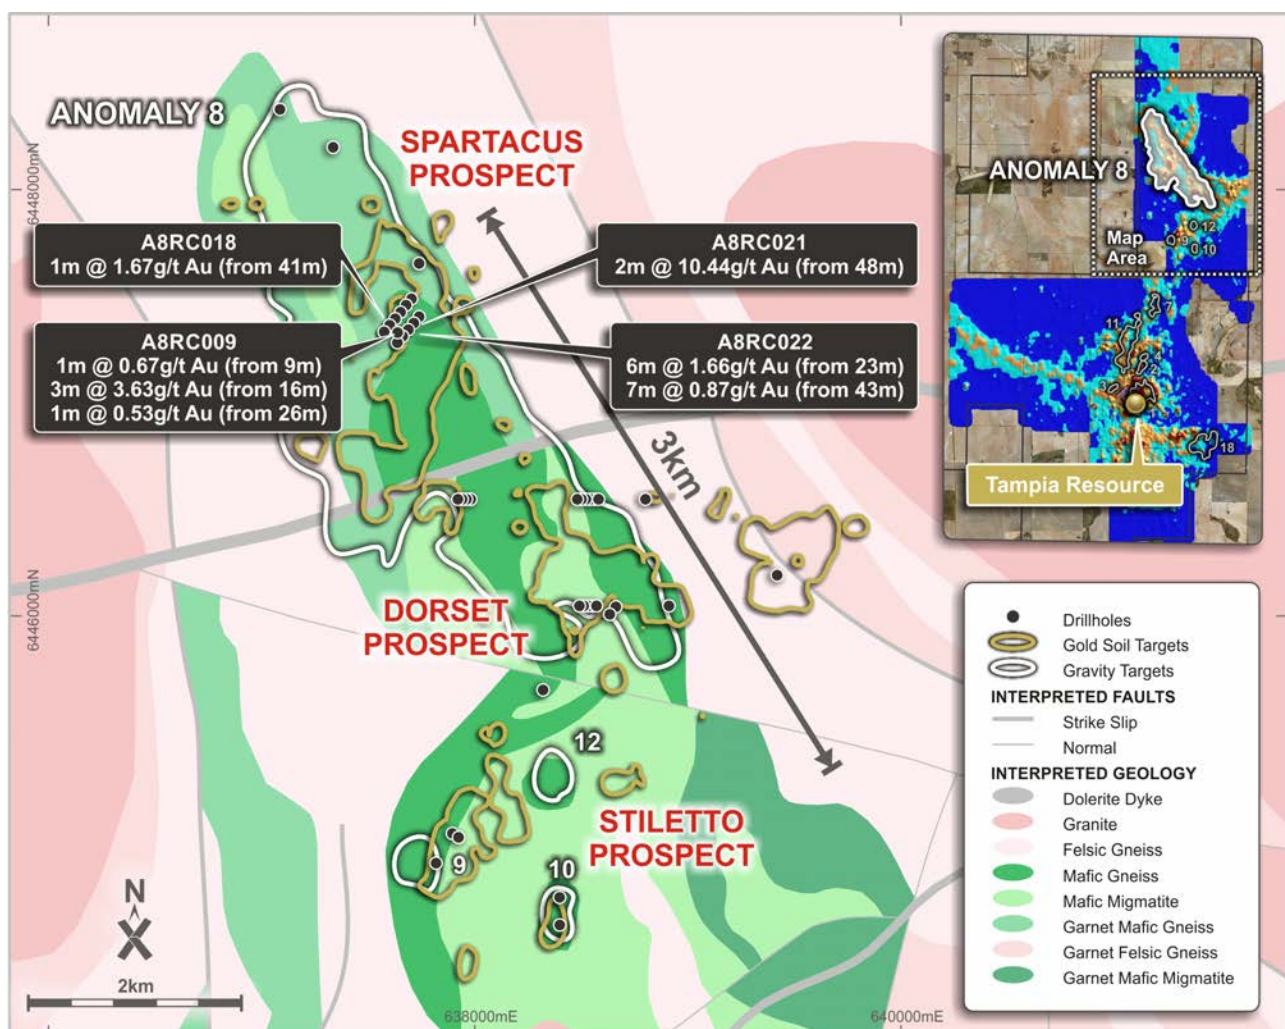 ANOMALY 8
SPARTACUS
PROSPECT
6448000mN
A8RC018
1m @ 1.67g/t Au (from 41m)
A8RC021
2m @ 10.44g/t Au (from 48m)
A8RC009
1m @ 0.67g/t Au (from 9m)
3m @ 3.63g/t Au (from 16m)
1m @ 0.53g/t Au (from 26m)
A8RC022
6m @ 1.66g/t Au (from 23m)
7m @ 0.87g/t Au (from 43m)
3km
DORSET
PROSPECT
6446000mN
12
STILETTO
PROSPECT
9
10
N
2km
638000mE
640000mE
ANOMALY 8
Map
Area
12
9
10
7
11
8
4
2
3
1
18
Tampia Resource
Drillholes
Gold Soil Targets
Gravity Targets
INTERPRETED FAULTS
Strike Slip
Normal
INTERPRETED GEOLOGY
Dolerite Dyke
Granite
Felsic Gneiss
Mafic Gneiss
Mafic Migmatite
Garnet Mafic Gneiss
Garnet Felsic Gneiss
Garnet Mafic Migmatite